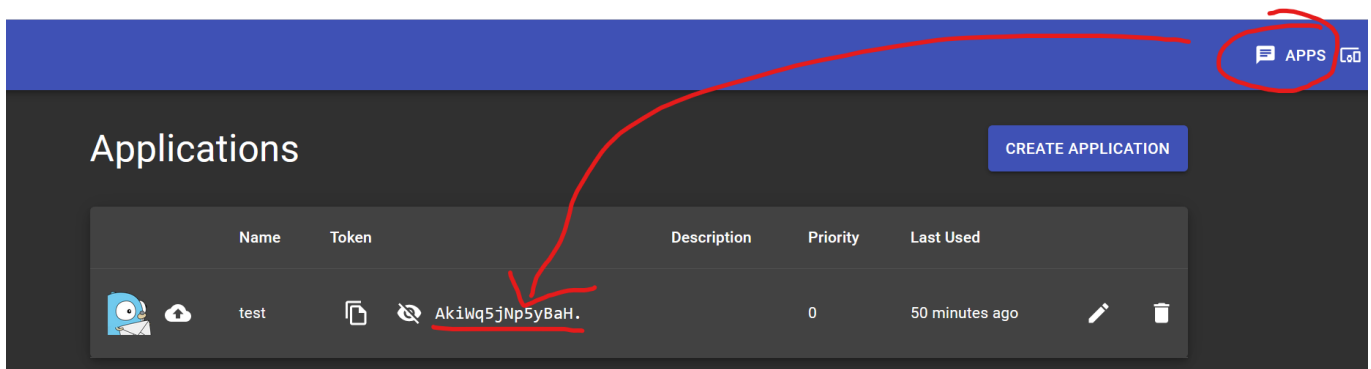 APPS
Applications
CREATE APPLICATION
Name Token Description Priority Last Used
test AkiWq5jNp5yBaH. 0 50 minutes ago